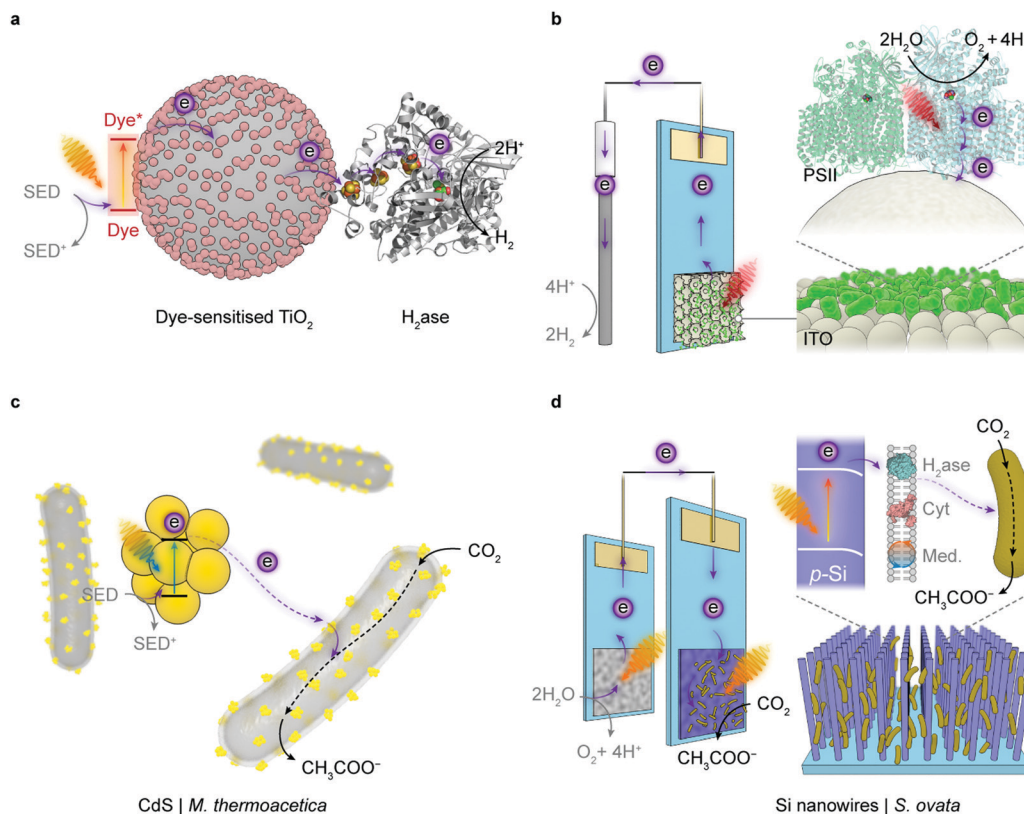 a
Dye*
e
e
e
SED
SED⁺
Dye
2H⁺
H₂
Dye-sensitised TiO₂
H₂ase
b
e
e
e
4H⁺
2H₂
2H₂O
O₂ + 4H
e
e
PSII
ITO
c
e
e
SED
SED⁺
CO₂
CH₃COO⁻
CdS | M. thermoacetica
d
e
e
e
2H₂O
O₂+ 4H⁺
CO₂
CH₃COO⁻
e
p-Si
H₂ase
Cyt
Med.
CO₂
CH₃COO⁻
Si nanowires | S. ovata